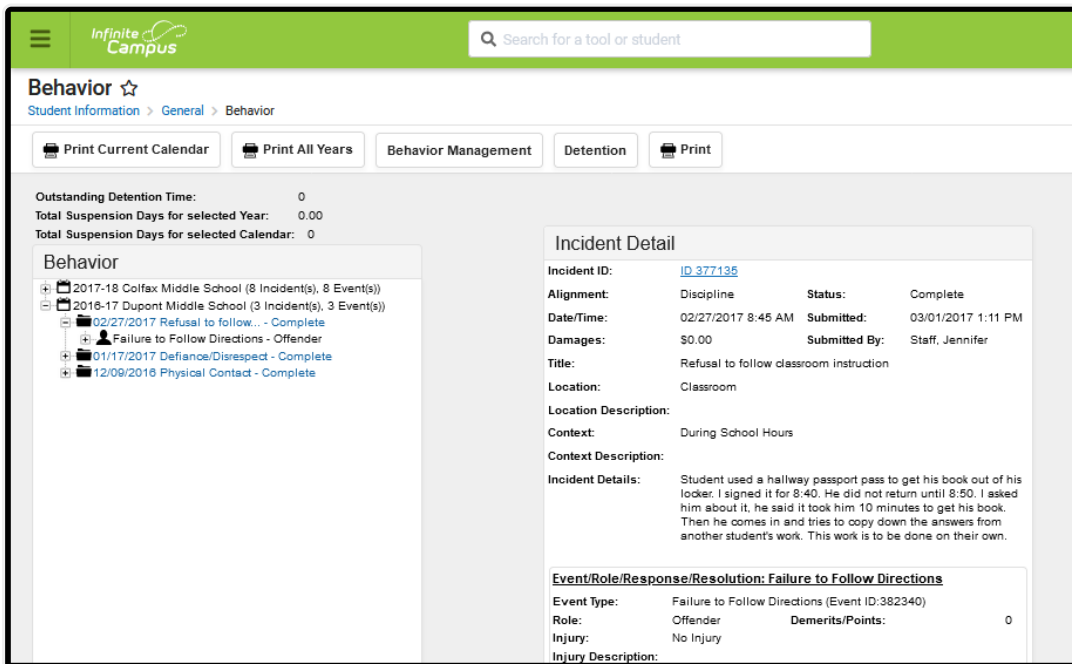 Infinite Campus
Search for a tool or student
Behavior
Student Information > General > Behavior
Print Current Calendar Print All Years Behavior Management Detention Print
Outstanding Detention Time: 0
Total Suspension Days for selected Year: 0.00
Total Suspension Days for selected Calendar: 0
Behavior
2017-18 Colfax Middle School (8 Incident(s), 8 Event(s))
2016-17 Dupont Middle School (3 Incident(s), 3 Event(s))
02/27/2017 Refusal to follow... - Complete
Failure to Follow Directions - Offender
01/17/2017 Defiance/Disrespect - Complete
12/09/2016 Physical Contact - Complete
Incident Detail
Incident ID: ID 377135
Alignment: Discipline Status: Complete
Date/Time: 02/27/2017 8:45 AM Submitted: 03/01/2017 1:11 PM
Damages: $0.00 Submitted By: Staff, Jennifer
Title: Refusal to follow classroom instruction
Location: Classroom
Location Description:
Context: During School Hours
Context Description:
Incident Details: Student used a hallway passport pass to get his book out of his
locker. I signed it for 8:40. He did not return until 8:50. I asked
him about it, he said it took him 10 minutes to get his book.
Then he comes in and tries to copy down the answers from
another student's work. This work is to be done on their own.
Event/Role/Response/Resolution: Failure to Follow Directions
Event Type: Failure to Follow Directions (Event ID:382340)
Role: Offender Demerits/Points: 0
Injury: No Injury
Injury Description: